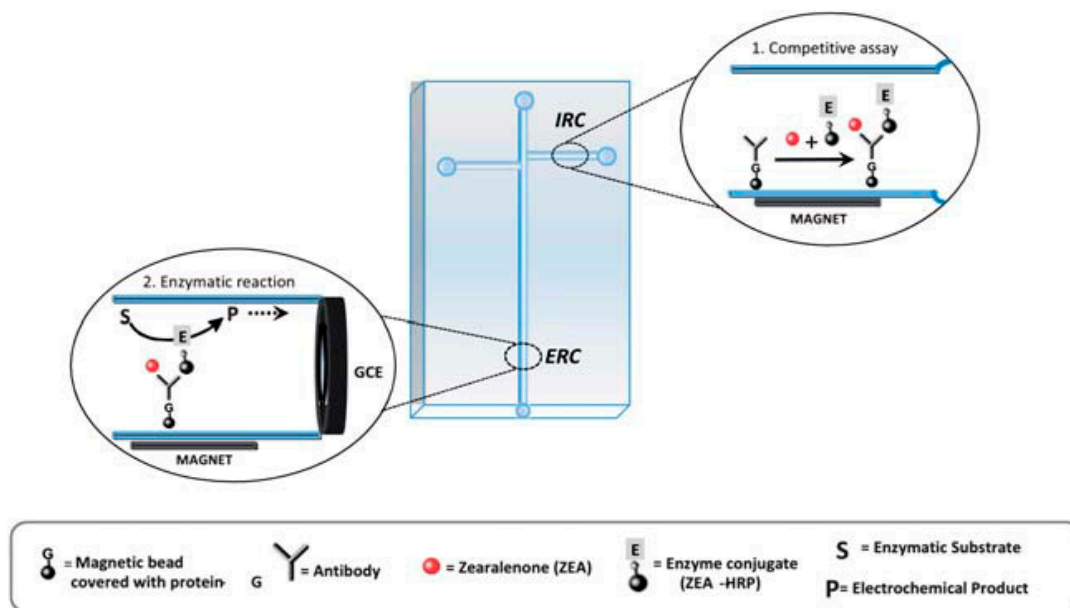 1. Competitive assay
E
E
+
G
G
MAGNET
IRC
2. Enzymatic reaction
S
P
E
G
GCE
MAGNET
ERC
G
= Magnetic bead
covered with protein- G
= Antibody
= Zearalenone (ZEA)
E
= Enzyme conjugate
(ZEA -HRP)
S = Enzymatic Substrate
P= Electrochemical Product